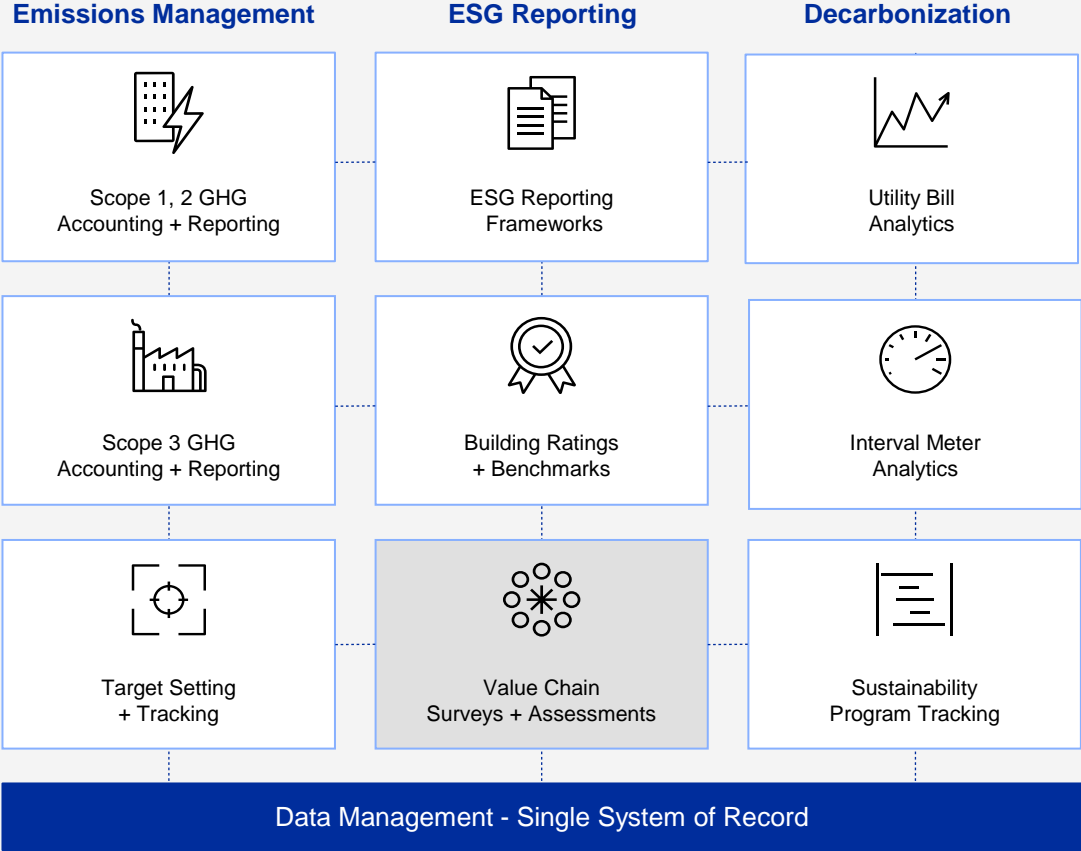 Emissions Management
ESG Reporting
Decarbonization
Scope 1, 2 GHG
Accounting + Reporting
ESG Reporting
Frameworks
Utility Bill
Analytics
Scope 3 GHG
Accounting + Reporting
Building Ratings
+ Benchmarks
Interval Meter
Analytics
Target Setting
+ Tracking
Value Chain
Surveys + Assessments
Sustainability
Program Tracking
Data Management - Single System of Record